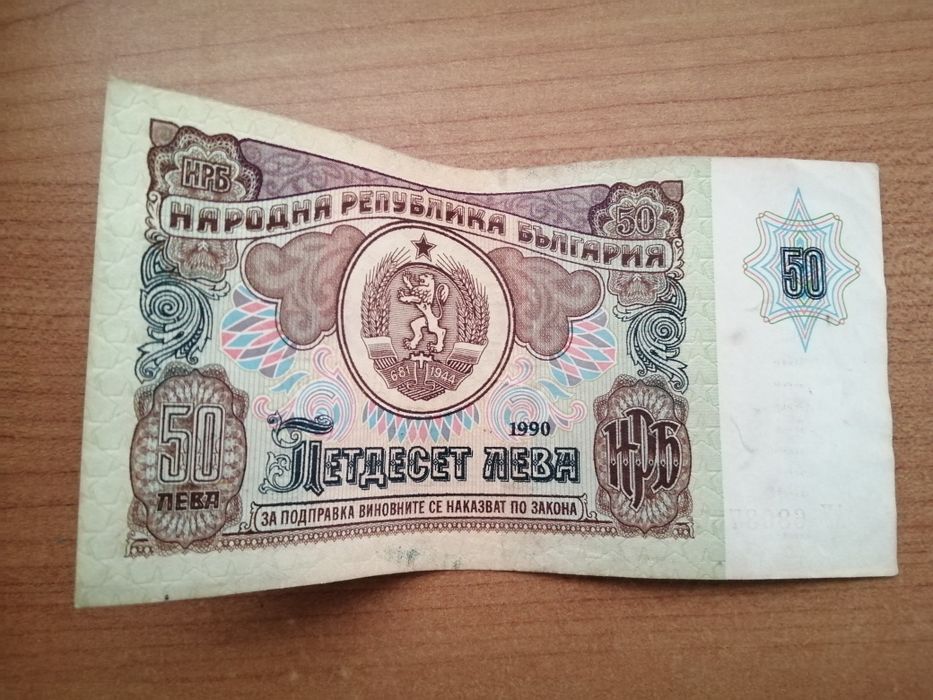 НРБ
НАРОДНА РЕПУБЛИКА БЪЛГАРИЯ
50
50
681 1944
1990
50
ЛЕВА
ПЕТДЕСЕТ ЛЕВА
НРБ
ЗА ПОДПРАВКА ВИНОВНИТЕ СЕ НАКАЗВАТ ПО ЗАКОНА